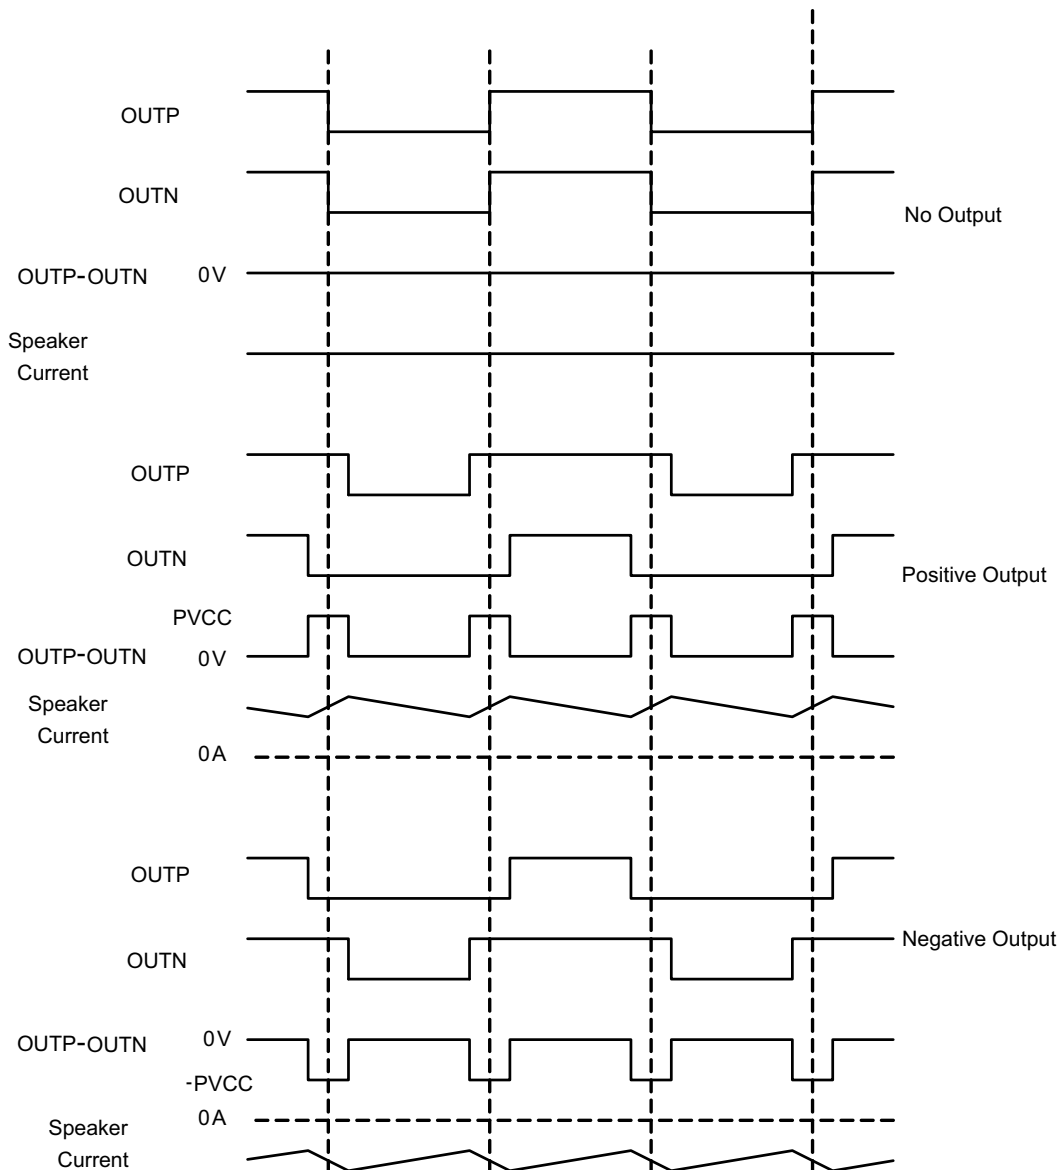 OUTP
OUTN
No Output
OUTP-OUTN 0V
Speaker
Current
OUTP
OUTN
Positive Output
PVCC
OUTP-OUTN 0V
Speaker
Current
0A
OUTP
Negative Output
OUTN
OUTP-OUTN 0V
-PVCC
0A
Speaker
Current